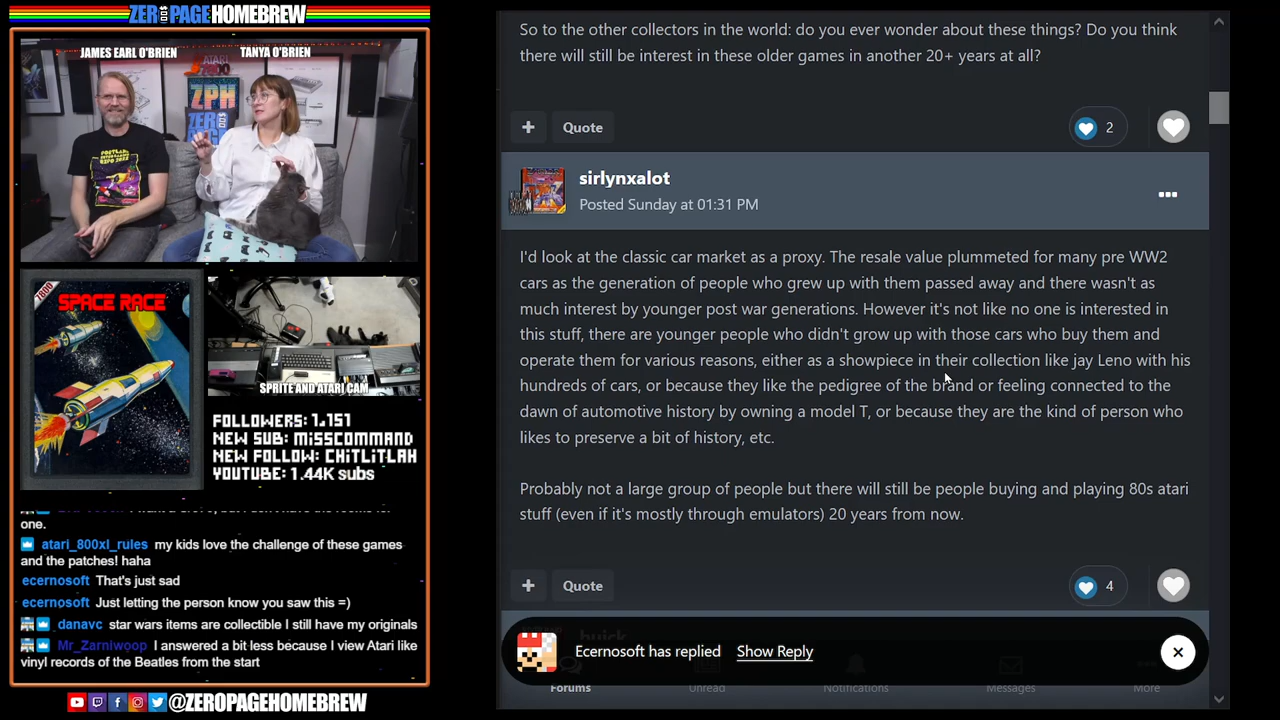 ZEROPAGE HOMEBREW
JAMES EARL O'BRIEN
TANYA O'BRIEN
ATARI
ZPH
ZERO
7800
SPACE RACE
SPRITE AND ATARI CAM
FOLLOWERS: 1,151
NEW SUB: MISSCOMMAND
NEW FOLLOW: CHITLITLAH
YOUTUBE: 1.44K subs
one.
atari_800xl_rules my kids love the challenge of these games
and the patches! haha
ecernosoft That's just sad
ecernosoft Just letting the person know you saw this =)
danavc star wars items are collectible I still have my originals
Mr_Zarniwoop I answered a bit less because I view Atari like
vinyl records of the Beatles from the start
@ZEROPAGEHOMEBREW
So to the other collectors in the world: do you ever wonder about these things? Do you think
there will still be interest in these older games in another 20+ years at all?
+ Quote
2
sirlynxalot
Posted Sunday at 01:31 PM
I'd look at the classic car market as a proxy. The resale value plummeted for many pre WW2
cars as the generation of people who grew up with them passed away and there wasn't as
much interest by younger post war generations. However it's not like no one is interested in
this stuff, there are younger people who didn't grow up with those cars who buy them and
operate them for various reasons, either as a showpiece in their collection like jay Leno with his
hundreds of cars, or because they like the pedigree of the brand or feeling connected to the
dawn of automotive history by owning a model T, or because they are the kind of person who
likes to preserve a bit of history, etc.
Probably not a large group of people but there will still be people buying and playing 80s atari
stuff (even if it's mostly through emulators) 20 years from now.
+ Quote
4
buick
Ecernosoft has replied Show Reply
Forums Unread Notifications Messages More